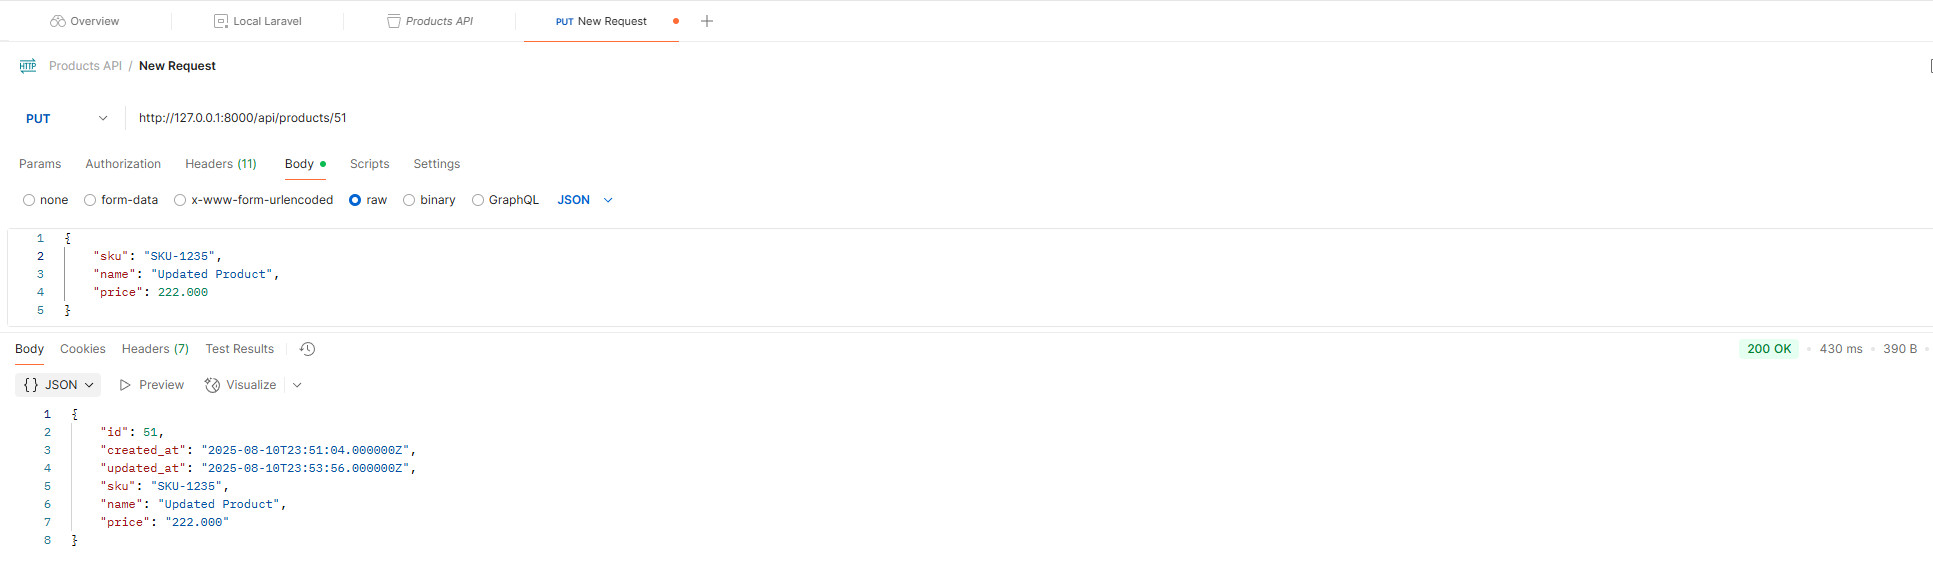 Overview Local Laravel Products API PUT New Request
HTTP Products API / New Request
PUT http://127.0.0.1:8000/api/products/51
Params Authorization Headers (11) Body Scripts Settings
none form-data x-www-form-urlencoded raw binary GraphQL JSON
1 {
2 "sku": "SKU-1235",
3 "name": "Updated Product",
4 "price": 222.000
5 }
Body Cookies Headers (7) Test Results 200 OK • 430 ms • 390 B •
{} JSON Preview Visualize
1 {
2 "id": 51,
3 "created_at": "2025-08-10T23:51:04.000000Z",
4 "updated_at": "2025-08-10T23:53:56.000000Z",
5 "sku": "SKU-1235",
6 "name": "Updated Product",
7 "price": "222.000"
8 }